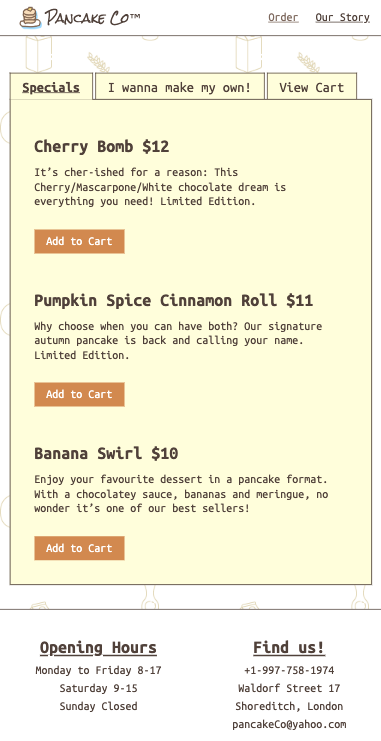 Pancake Co™
Order Our Story
Specials I wanna make my own! View Cart
Cherry Bomb $12
It’s cher-ished for a reason: This
Cherry/Mascarpone/White chocolate dream is
everything you need! Limited Edition.
Add to Cart
Pumpkin Spice Cinnamon Roll $11
Why choose when you can have both? Our signature
autumn pancake is back and calling your name.
Limited Edition.
Add to Cart
Banana Swirl $10
Enjoy your favourite dessert in a pancake format.
With a chocolatey sauce, bananas and meringue, no
wonder it’s one of our best sellers!
Add to Cart
Opening Hours
Monday to Friday 8-17
Saturday 9-15
Sunday Closed
Find us!
+1-997-758-1974
Waldorf Street 17
Shoreditch, London
pancakeCo@yahoo.com